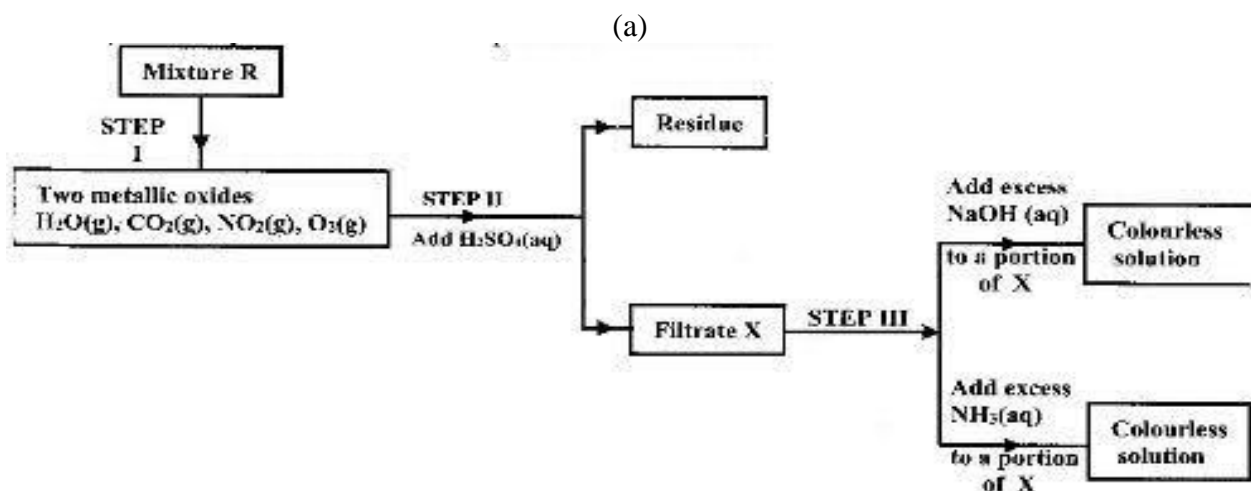 (a)
Mixture R
STEP
I
Two metallic oxides
H₂O(g), CO₂(g), NO₂(g), O₃(g)
STEP II
Add H₂SO₄(aq)
Residue
Filtrate X
STEP III
Add excess
NaOH (aq)
to a portion
of X
Colourless
solution
Add excess
NH₃(aq)
to a portion
of X
Colourless
solution